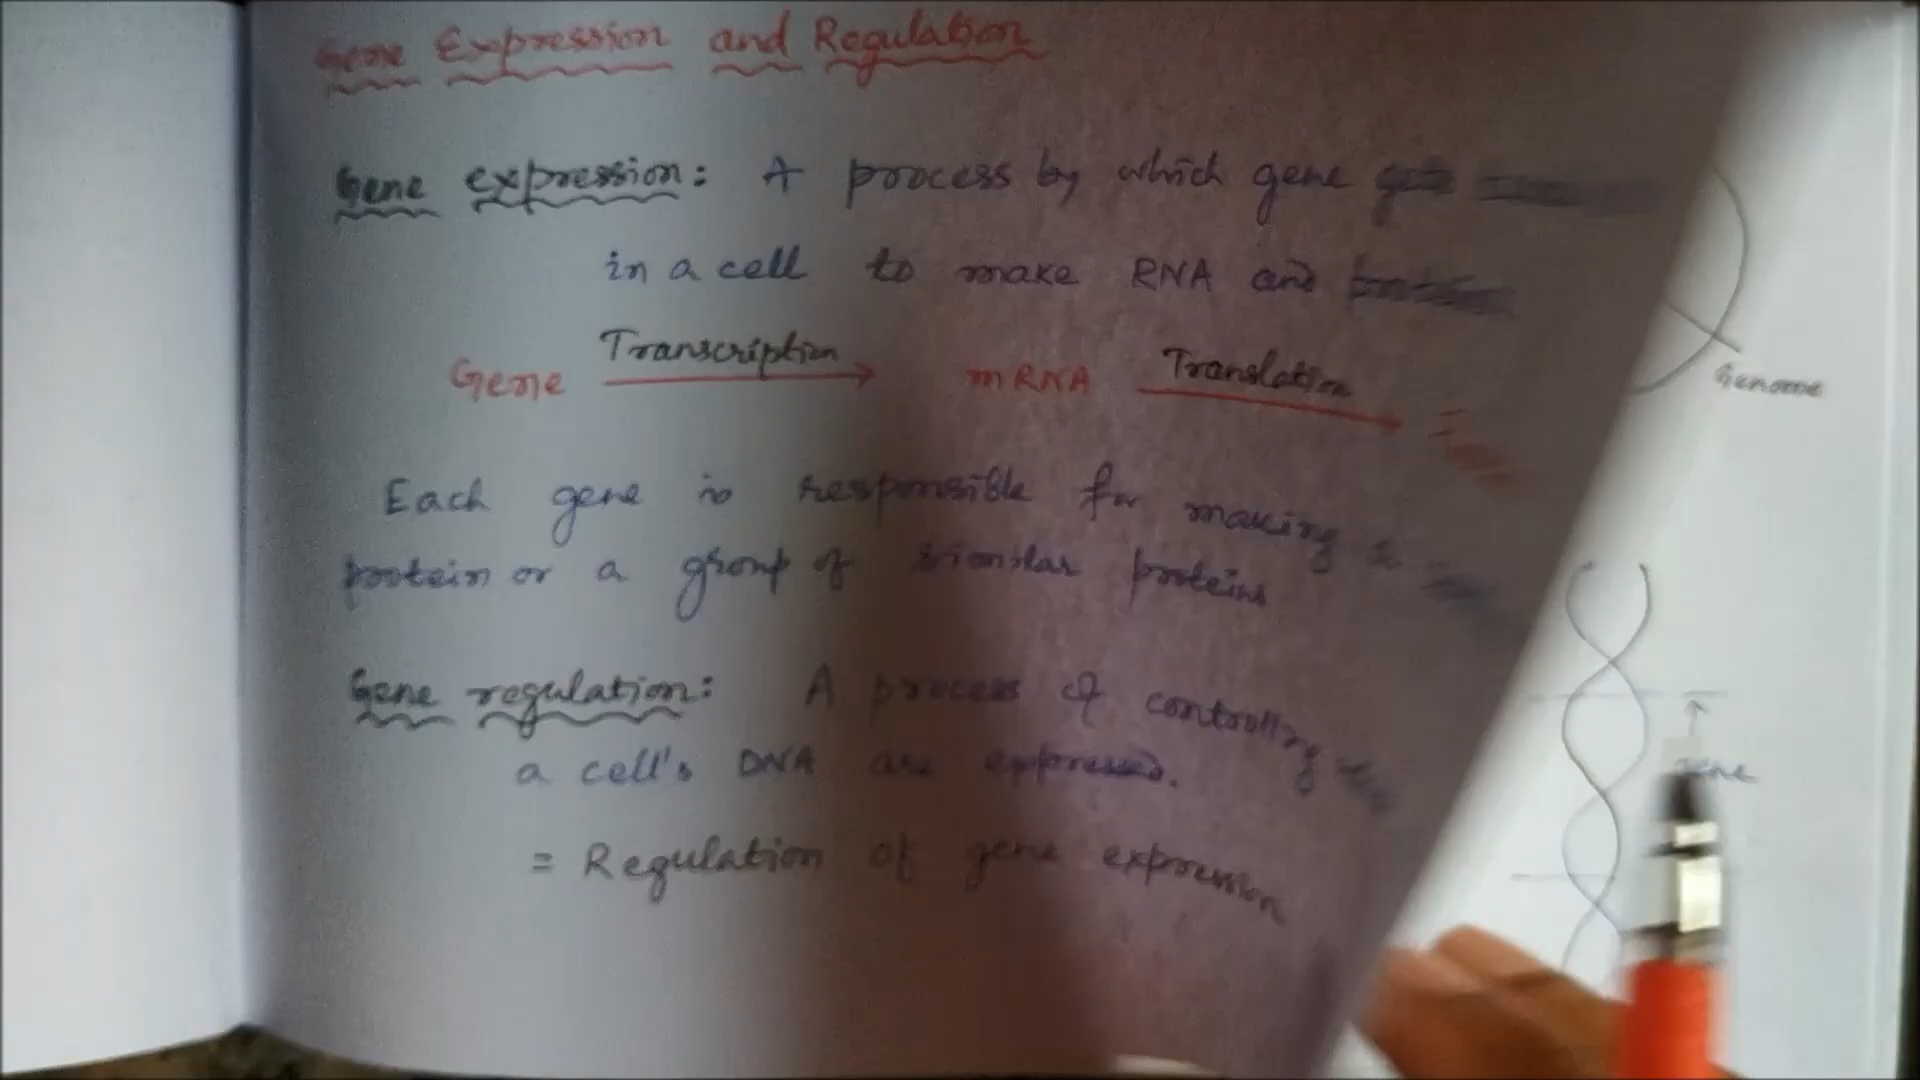 Gene Expression and Regulation
Gene expression: A process by which gene
in a cell to make RNA and
Gene Transcription mRNA Translation
Each gene is responsible for making a
protein or a group of similar proteins
Gene regulation: A process of controlling
a cell's DNA are expressed.
= Regulation of gene expression
Genome
gene